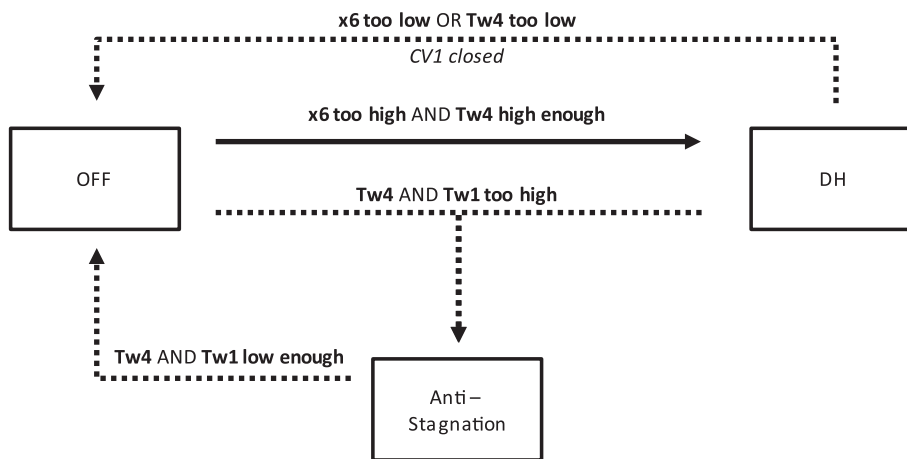 x6 too low OR Tw4 too low
CV1 closed
x6 too high AND Tw4 high enough
OFF
DH
Tw4 AND Tw1 too high
Tw4 AND Tw1 low enough
Anti –
Stagnation